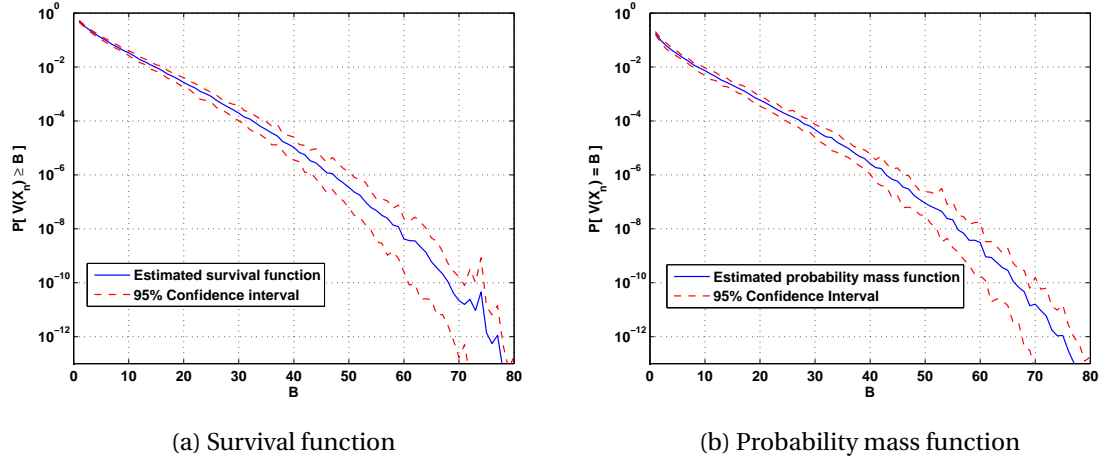 10^0
10^-2
10^-4
10^-6
10^-8
10^-10
10^-12
P[ V(X_n) ≥ B ]
Estimated survival function
95% Confidence interval
0 10 20 30 40 50 60 70 80
B
(a) Survival function
10^0
10^-2
10^-4
10^-6
10^-8
10^-10
10^-12
P[ V(X_n) = B ]
Estimated probability mass function
95% Confidence Interval
0 10 20 30 40 50 60 70 80
B
(b) Probability mass function